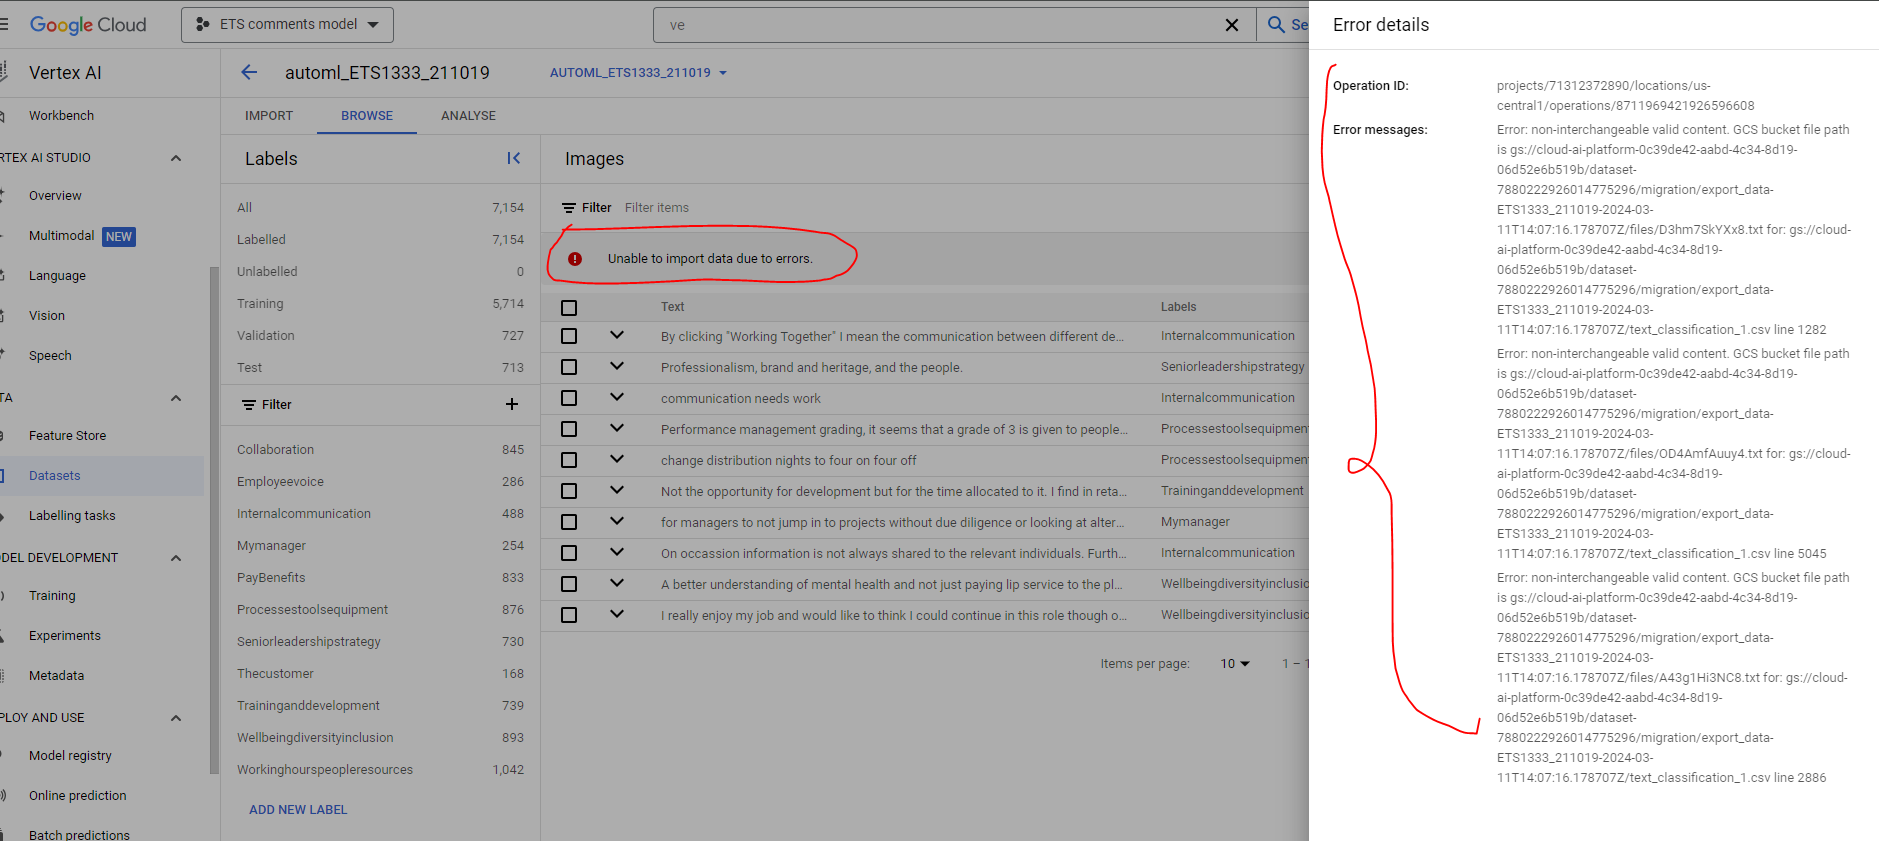 Google Cloud
ETS comments model
ve
Se
Vertex AI
automl_ETS1333_211019
AUTOML_ETS1333_211019
IMPORT
BROWSE
ANALYSE
Workbench
RTEX AI STUDIO
Overview
Multimodal NEW
Language
Vision
Speech
TA
Feature Store
Datasets
Labelling tasks
DEL DEVELOPMENT
Training
Experiments
Metadata
PLOY AND USE
Model registry
Online prediction
Batch predictions
Labels
All 7,154
Labelled 7,154
Unlabelled 0
Training 5,714
Validation 727
Test 713
Filter
Collaboration 845
Employeevoice 286
Internalcommunication 488
Mymanager 254
PayBenefits 833
Processestoolsequipment 876
Seniorleadershipstrategy 730
Thecustomer 168
Traininganddevelopment 739
Wellbeingdiversityinclusion 893
Workinghourspeopleresources 1,042
ADD NEW LABEL
Images
Filter Filter items
Unable to import data due to errors.
Text Labels
By clicking "Working Together" I mean the communication between different de... Internalcommunication
Professionalism, brand and heritage, and the people. Seniorleadershipstrategy
communication needs work Internalcommunication
Performance management grading, it seems that a grade of 3 is given to people... Processestoolsequipment
change distribution nights to four on four off Processestoolsequipment
Not the opportunity for development but for the time allocated to it. I find in reta... Traininganddevelopment
for managers to not jump in to projects without due diligence or looking at alter... Mymanager
On occassion information is not always shared to the relevant individuals. Furth... Internalcommunication
A better understanding of mental health and not just paying lip service to the pl... Wellbeingdiversityinclusio
I really enjoy my job and would like to think I could continue in this role though o... Wellbeingdiversityinclusio
Items per page: 10 1 – 1
Error details
Operation ID: projects/71312372890/locations/us-
central1/operations/8711969421926596608
Error messages: Error: non-interchangeable valid content. GCS bucket file path
is gs://cloud-ai-platform-0c39de42-aabd-4c34-8d19-
06d52e6b519b/dataset-
7880222926014775296/migration/export_data-
ETS1333_211019-2024-03-
11T14:07:16.178707Z/files/D3hm7SkYXx8.txt for: gs://cloud-
ai-platform-0c39de42-aabd-4c34-8d19-
06d52e6b519b/dataset-
7880222926014775296/migration/export_data-
ETS1333_211019-2024-03-
11T14:07:16.178707Z/text_classification_1.csv line 1282
Error: non-interchangeable valid content. GCS bucket file path
is gs://cloud-ai-platform-0c39de42-aabd-4c34-8d19-
06d52e6b519b/dataset-
7880222926014775296/migration/export_data-
ETS1333_211019-2024-03-
11T14:07:16.178707Z/files/OD4AmfAuuy4.txt for: gs://cloud-
ai-platform-0c39de42-aabd-4c34-8d19-
06d52e6b519b/dataset-
7880222926014775296/migration/export_data-
ETS1333_211019-2024-03-
11T14:07:16.178707Z/text_classification_1.csv line 5045
Error: non-interchangeable valid content. GCS bucket file path
is gs://cloud-ai-platform-0c39de42-aabd-4c34-8d19-
06d52e6b519b/dataset-
7880222926014775296/migration/export_data-
ETS1333_211019-2024-03-
11T14:07:16.178707Z/files/A43g1Hi3NC8.txt for: gs://cloud-
ai-platform-0c39de42-aabd-4c34-8d19-
06d52e6b519b/dataset-
7880222926014775296/migration/export_data-
ETS1333_211019-2024-03-
11T14:07:16.178707Z/text_classification_1.csv line 2886